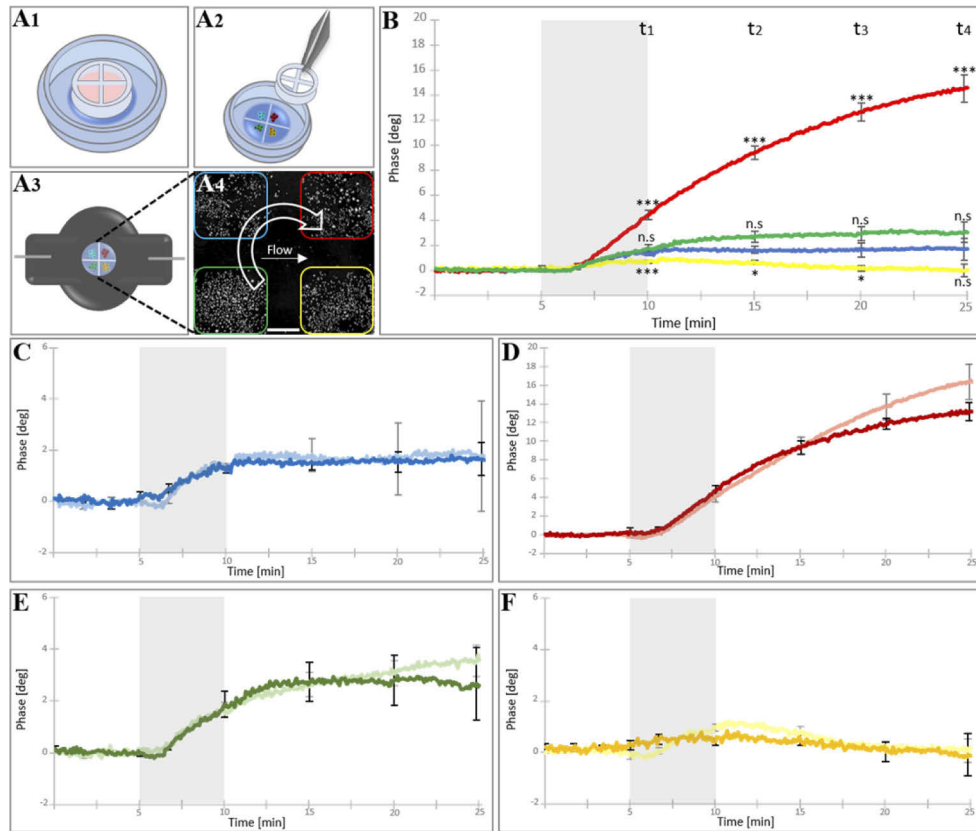 A1
A2
A3
A4
Flow
B
t1
t2
t3
t4
20
18
16
14
12
10
8
6
4
2
0
-2
Phase [deg]
***
***
***
***
n.s
n.s
n.s
n.s
***
*
*
n.s
5
10
15
20
25
Time [min]
C
6
4
2
0
-2
Phase [deg]
5
10
15
20
25
Time [min]
D
20
18
16
14
12
10
8
6
4
2
0
-2
Phase [deg]
5
10
15
20
25
Time [min]
E
6
4
2
0
-2
Phase [deg]
5
10
15
20
25
Time [min]
F
6
4
2
0
-2
Phase [deg]
5
10
15
20
25
Time [min]